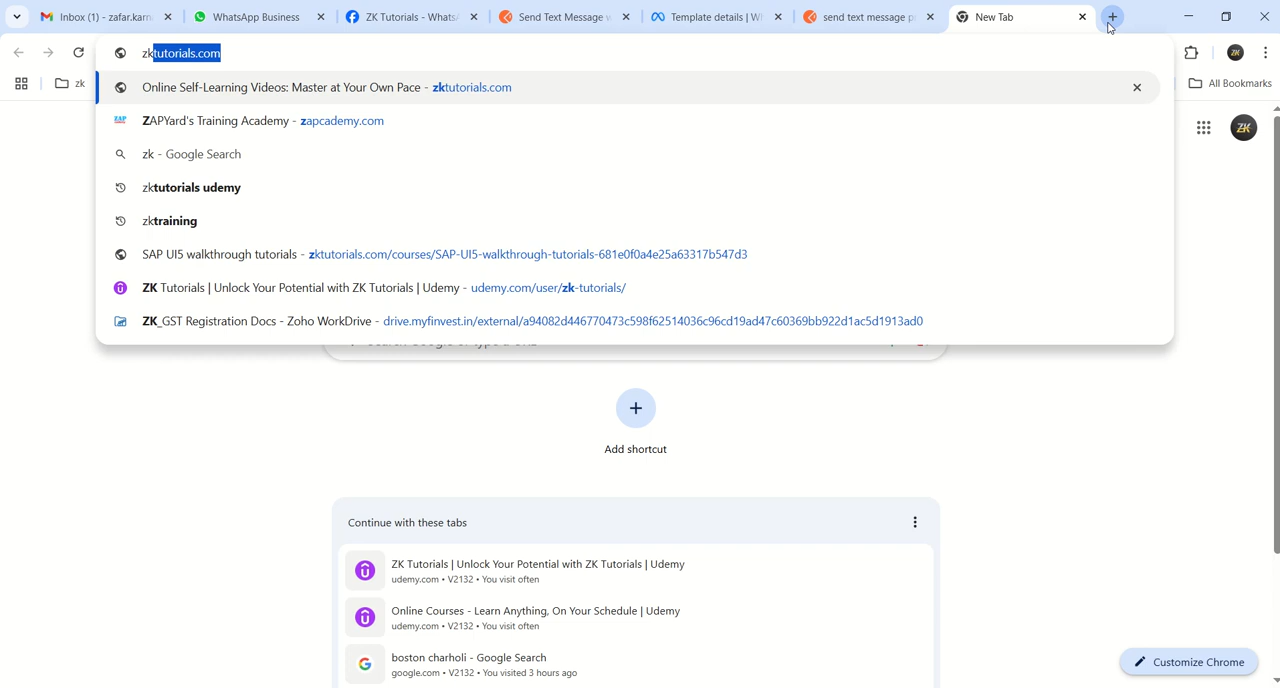 Inbox (1) - zafar.karn
WhatsApp Business
ZK Tutorials - Whats
Send Text Message w
Template details | W
send text message p
New Tab
zktutorials.com
zk
All Bookmarks
Online Self-Learning Videos: Master at Your Own Pace - zktutorials.com
ZAP
ZAPYard's Training Academy - zapcademy.com
ZK
ZK
zk - Google Search
zktutorials udemy
zktraining
SAP UI5 walkthrough tutorials - zktutorials.com/courses/SAP-UI5-walkthrough-tutorials-681e0f0a4e25a63317b547d3
ZK Tutorials | Unlock Your Potential with ZK Tutorials | Udemy - udemy.com/user/zk-tutorials/
ZK_GST Registration Docs - Zoho WorkDrive - drive.myfinvest.in/external/a94082d446770473c598f62514036c96cd19ad47c60369bb922d1ac5d1913ad0
Add shortcut
Continue with these tabs
ZK Tutorials | Unlock Your Potential with ZK Tutorials | Udemy
udemy.com • V2132 • You visit often
Online Courses - Learn Anything, On Your Schedule | Udemy
udemy.com • V2132 • You visit often
boston charholi - Google Search
google.com • V2132 • You visited 3 hours ago
Customize Chrome